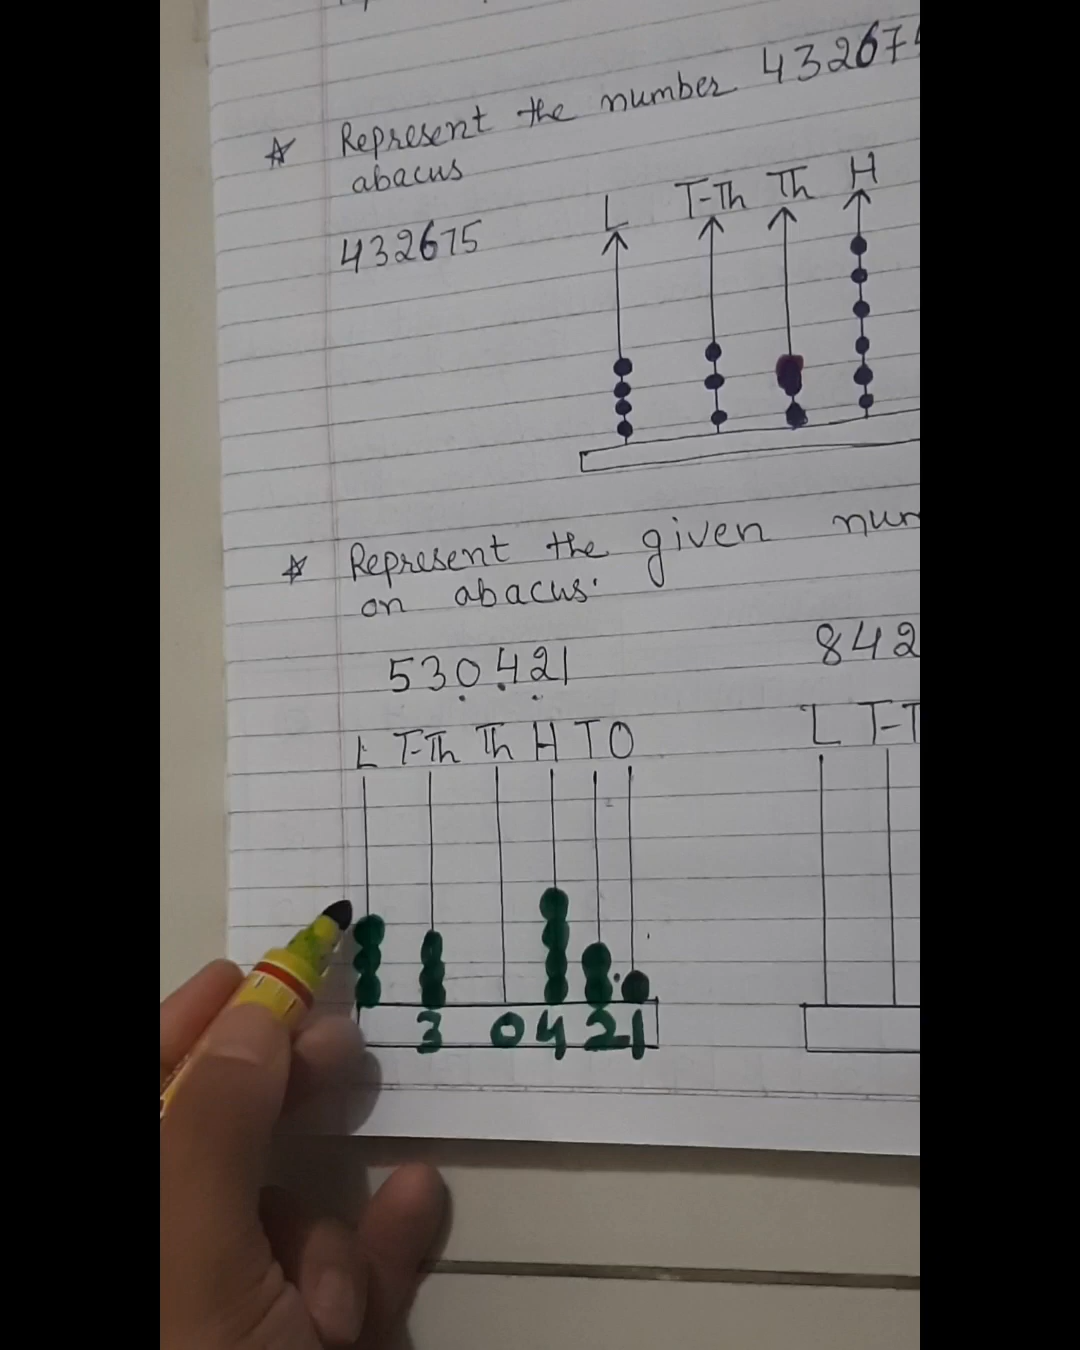 Represent the number 43267
abacus
432675
L T-Th Th H
Represent the given
on abacus.
530421
842
L T-Th Th H T O
L
3 0 4 2 1